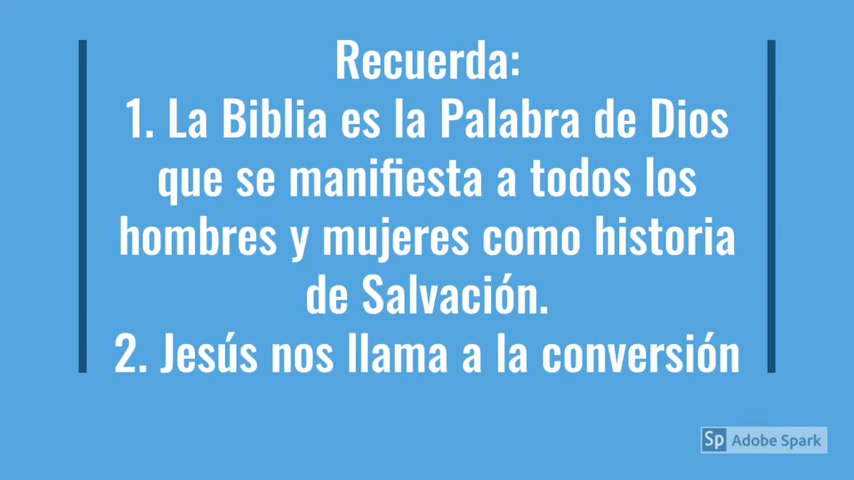 Recuerda:
1. La Biblia es la Palabra de Dios
que se manifiesta a todos los
hombres y mujeres como historia
de Salvación.
2. Jesús nos llama a la conversión
Sp Adobe Spark